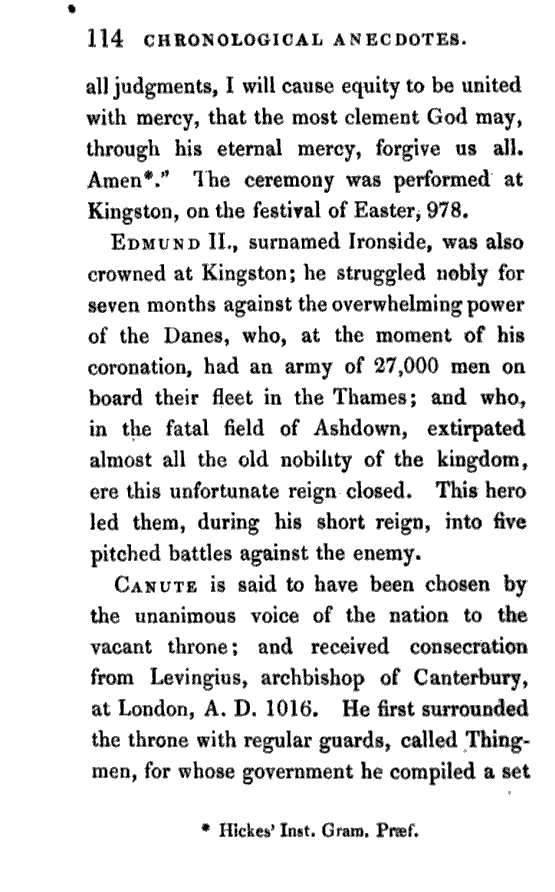 114 CHRONOLOGICAL ANECDOTES.
all judgments, I will cause equity to be united
with mercy, that the most clement God may,
through his eternal mercy, forgive us all.
Amen*." The ceremony was performed at
Kingston, on the festival of Easter, 978.
EDMUND II., surnamed Ironside, was also
crowned at Kingston; he struggled nobly for
seven months against the overwhelming power
of the Danes, who, at the moment of his
coronation, had an army of 27,000 men on
board their fleet in the Thames; and who,
in the fatal field of Ashdown, extirpated
almost all the old nobility of the kingdom,
ere this unfortunate reign closed. This hero
led them, during his short reign, into five
pitched battles against the enemy.
CANUTE is said to have been chosen by
the unanimous voice of the nation to the
vacant throne; and received consecration
from Levingius, archbishop of Canterbury,
at London, A. D. 1016. He first surrounded
the throne with regular guards, called Thing-
men, for whose government he compiled a set
* Hickes' Inst. Gram. Præf.